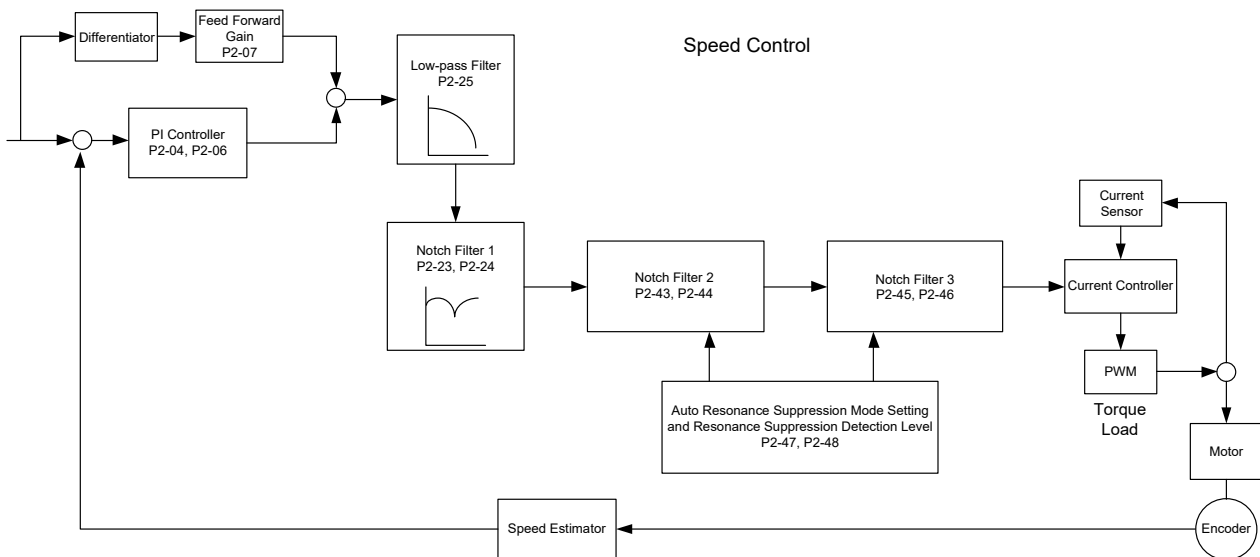 Speed Control
Differentiator
Feed Forward
Gain
P2-07
Low-pass Filter
P2-25
PI Controller
P2-04, P2-06
Notch Filter 1
P2-23, P2-24
Notch Filter 2
P2-43, P2-44
Notch Filter 3
P2-45, P2-46
Current
Sensor
Current Controller
PWM
Torque
Load
Auto Resonance Suppression Mode Setting
and Resonance Suppression Detection Level
P2-47, P2-48
Motor
Speed Estimator
Encoder